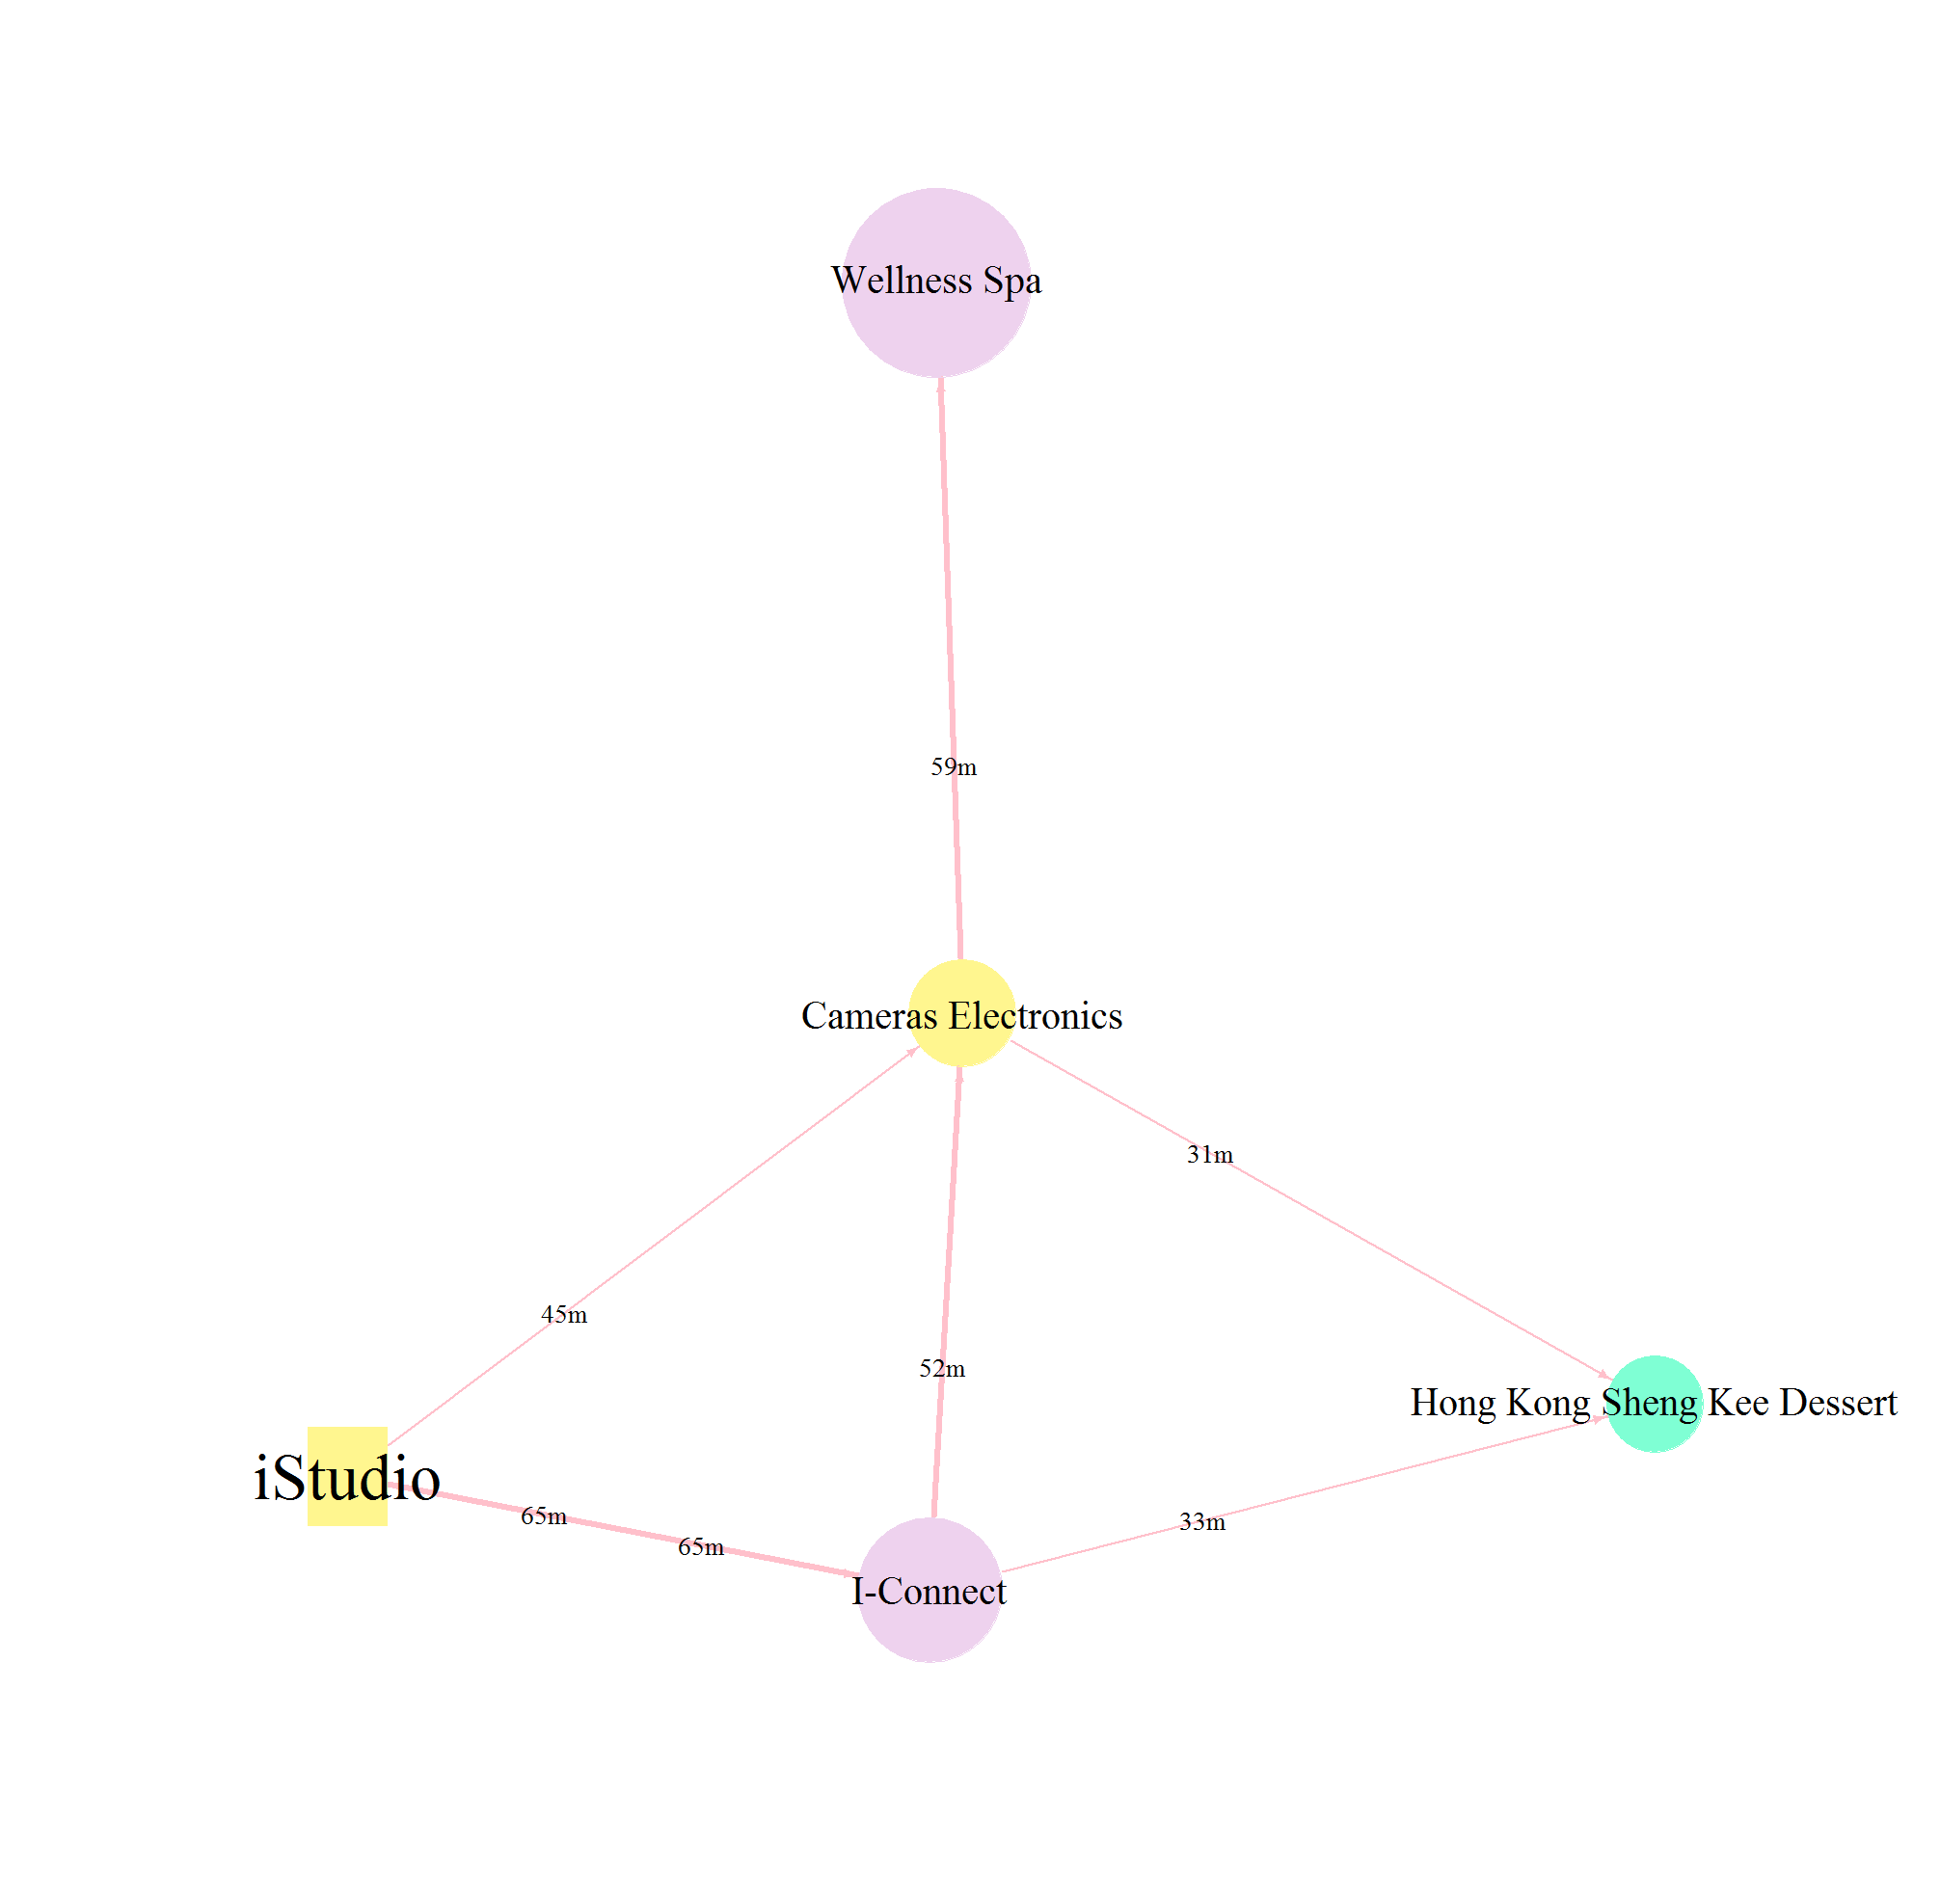 Wellness Spa
59m
Cameras Electronics
31m
45m
52m
Hong Kong Sheng Kee Dessert
iStudio
65m
65m
33m
I-Connect